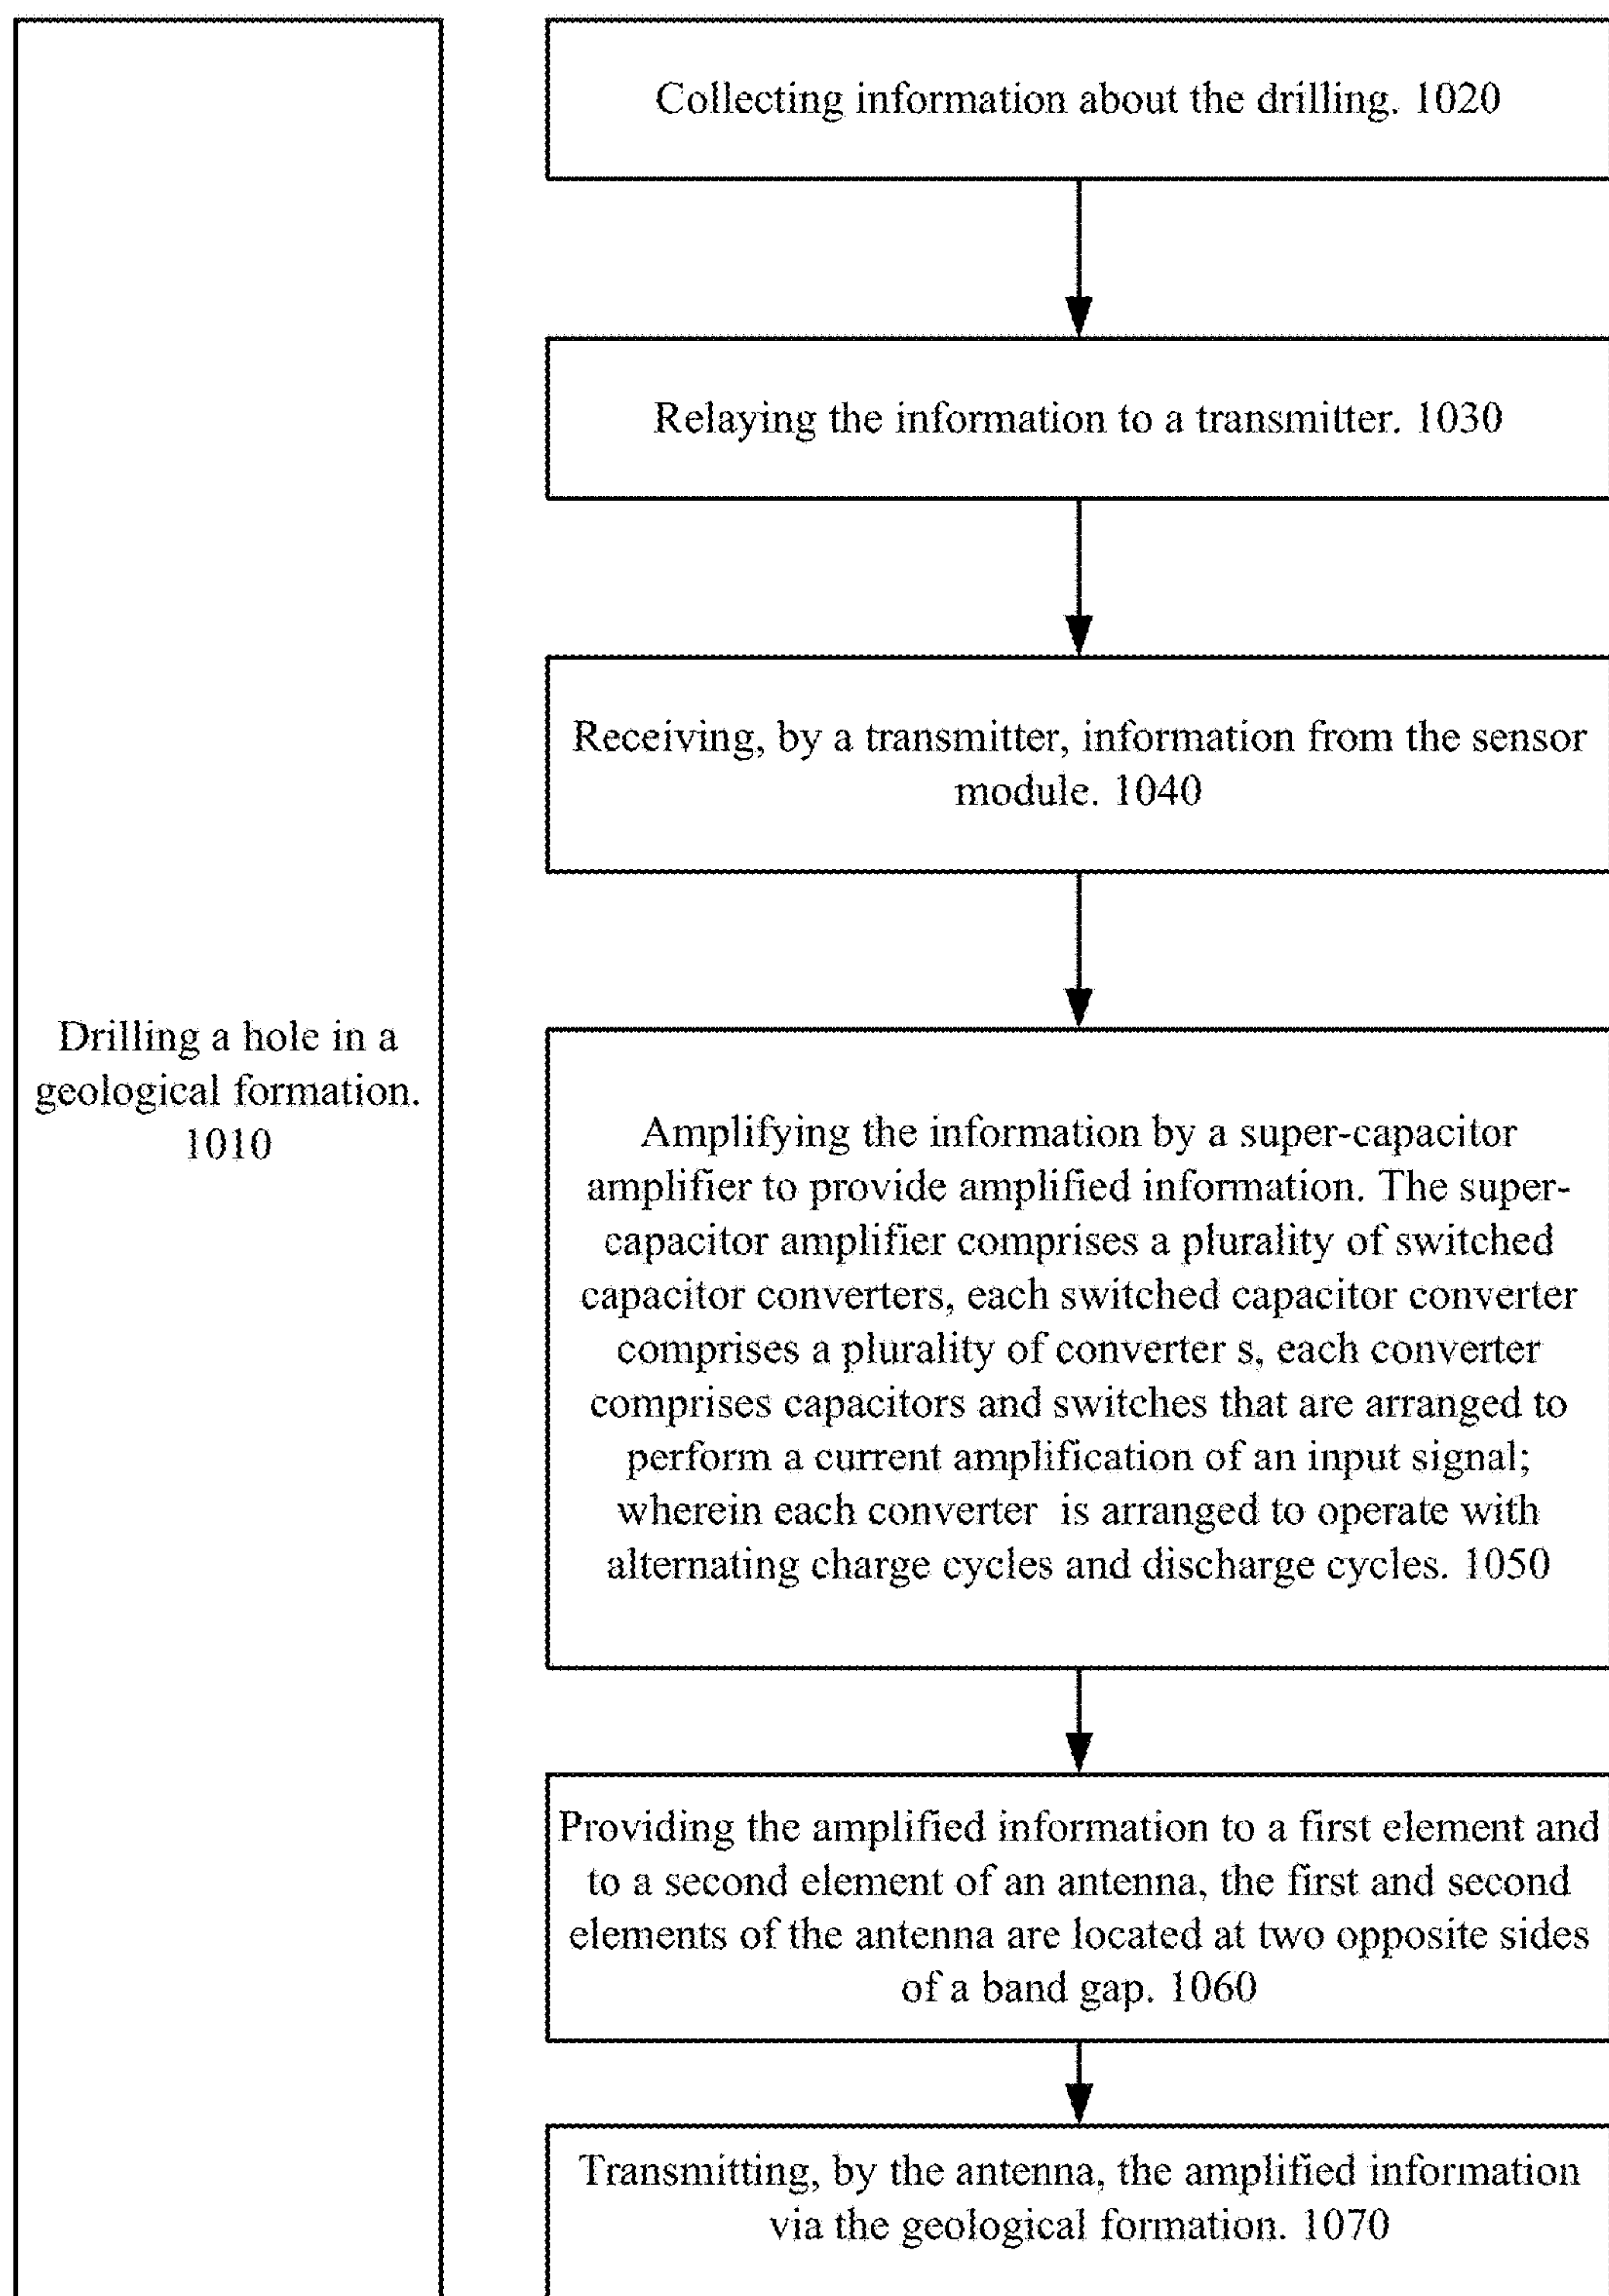 Collecting information about the drilling. 1020
Relaying the information to a transmitter. 1030
Receiving, by a transmitter, information from the sensor
module. 1040
Drilling a hole in a
geological formation.
1010
Amplifying the information by a super-capacitor
amplifier to provide amplified information. The super-
capacitor amplifier comprises a plurality of switched
capacitor converters, each switched capacitor converter
comprises a plurality of converter s, each converter
comprises capacitors and switches that are arranged to
perform a current amplification of an input signal;
wherein each converter  is arranged to operate with
alternating charge cycles and discharge cycles. 1050
Providing the amplified information to a first element and
to a second element of an antenna, the first and second
elements of the antenna are located at two opposite sides
of a band gap. 1060
Transmitting, by the antenna, the amplified information
via the geological formation. 1070